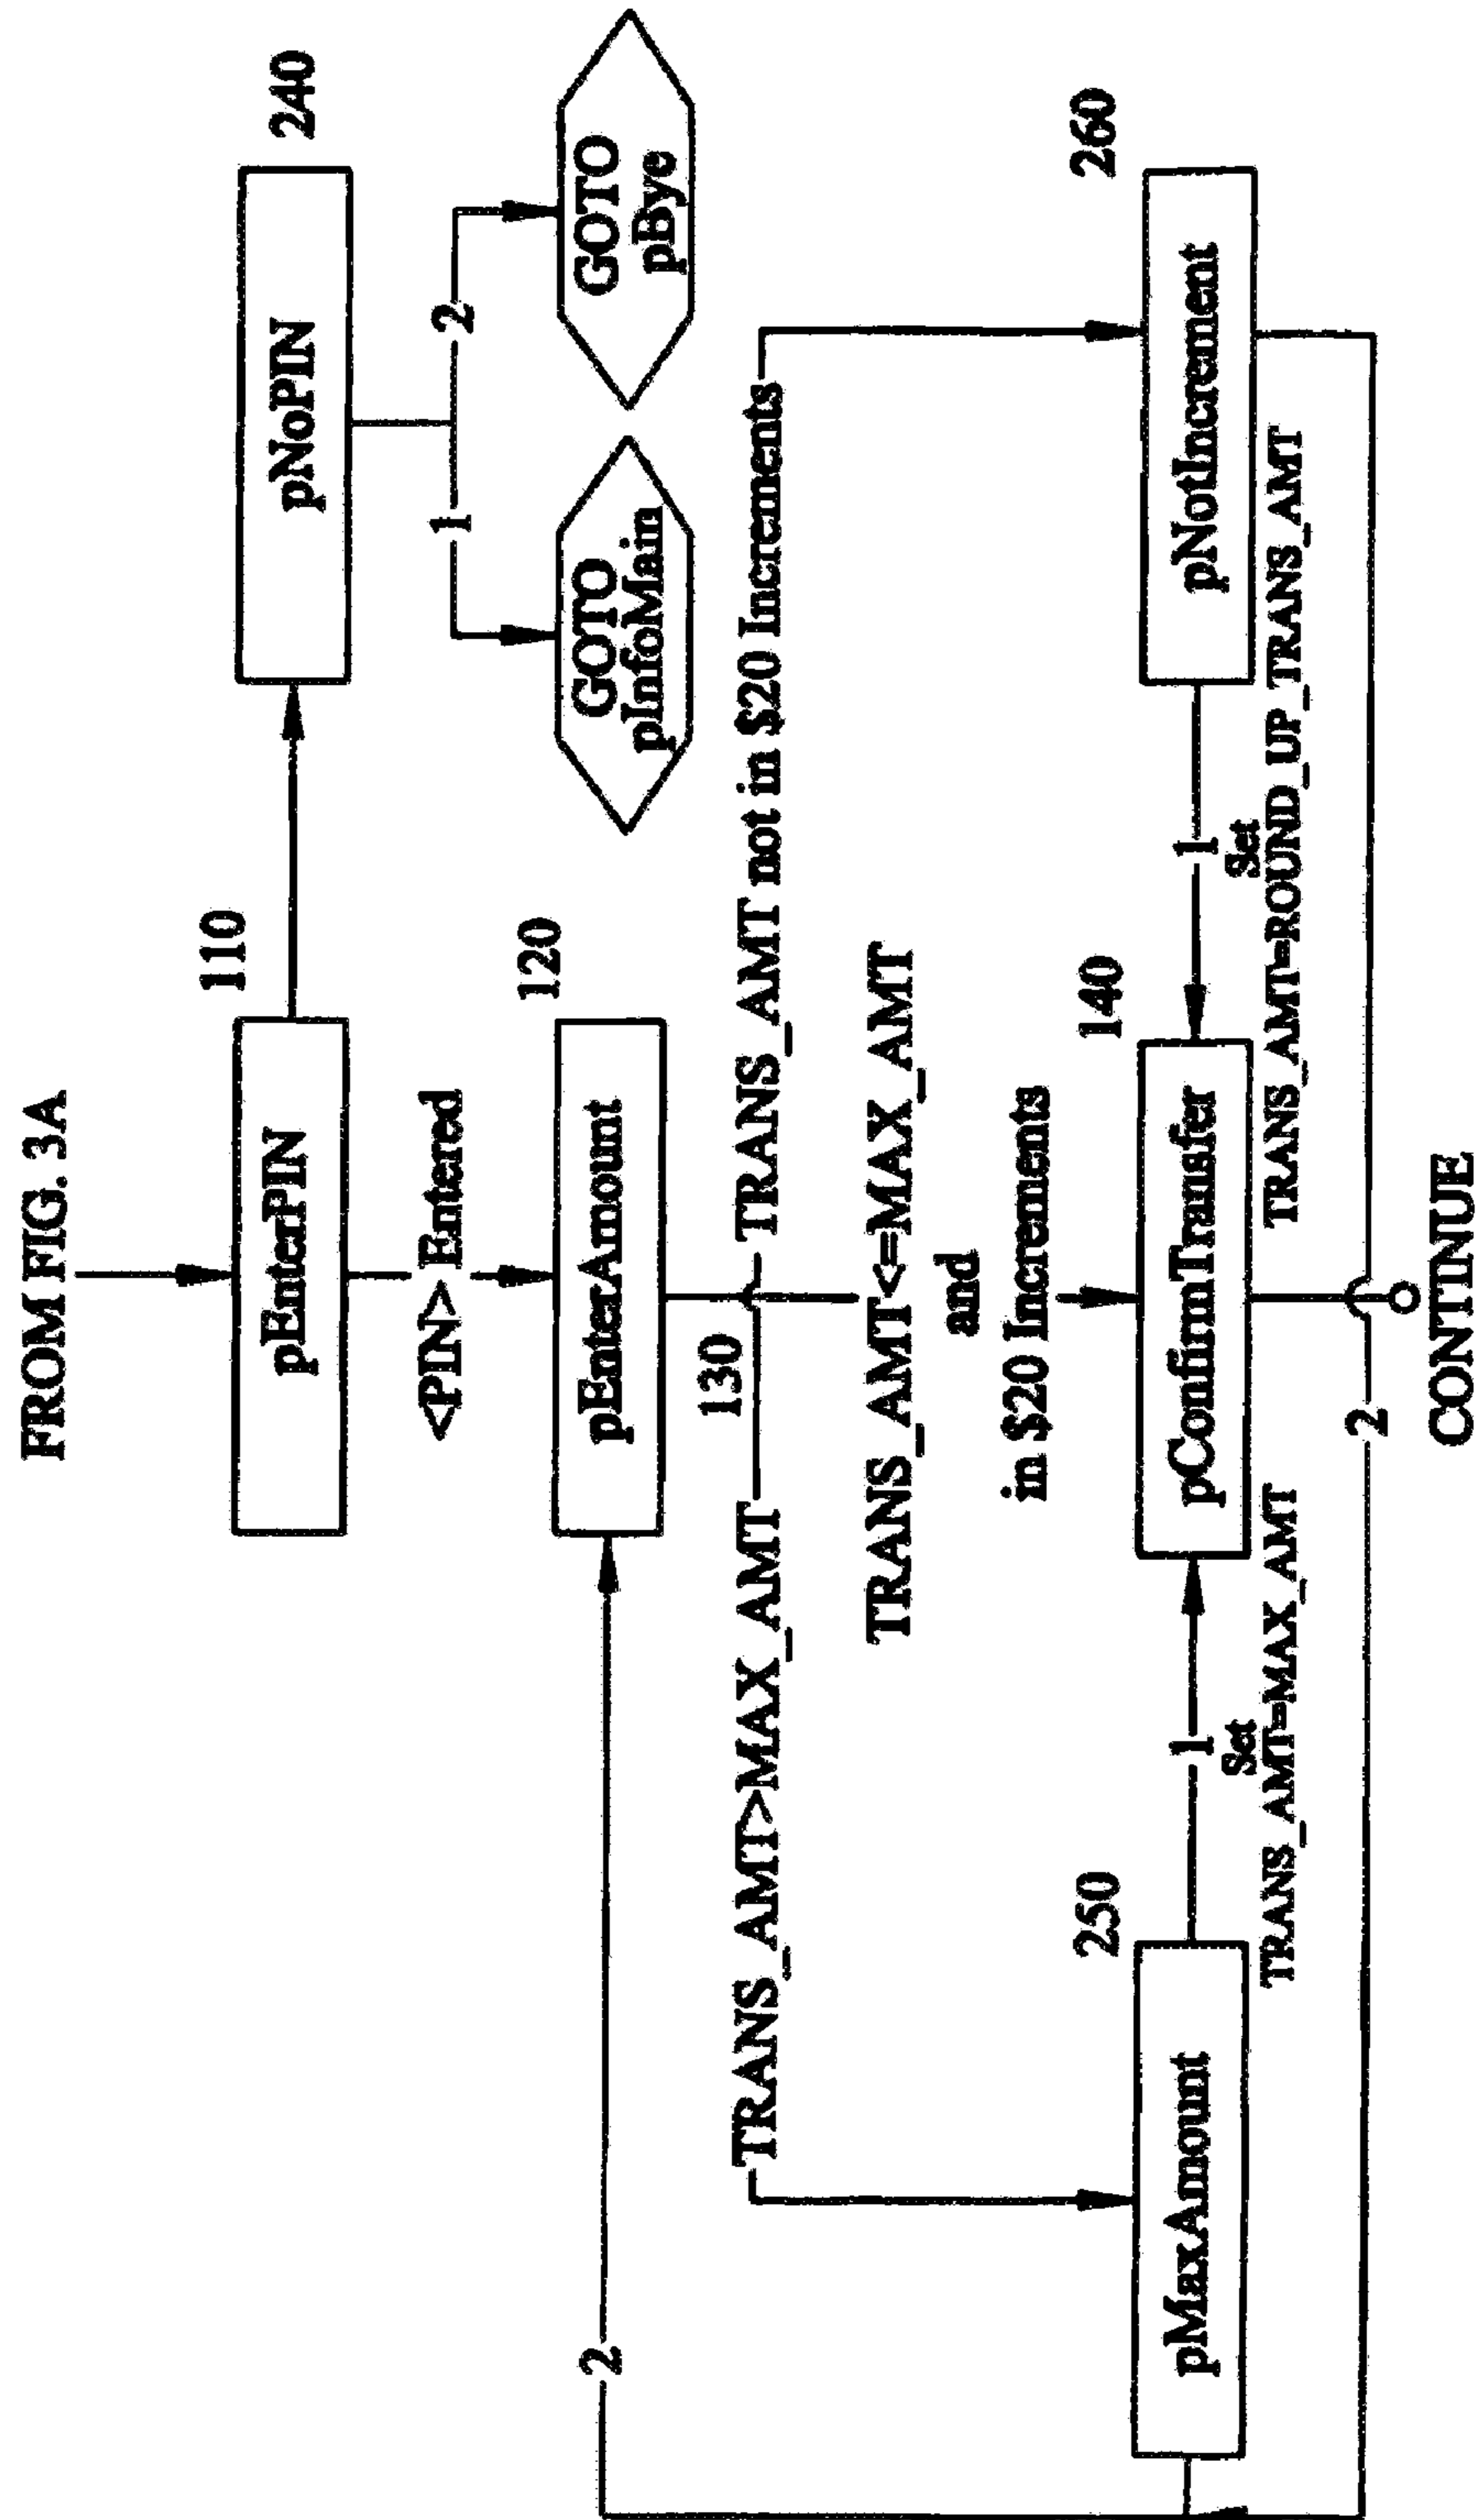 FROM FIG. 3A
110
240
pEnterPIN
pNoPIN
<PIN> Entered
1
2
120
GOTO
pInfoMain
GOTO
pBye
2
pEnterAmount
130
TRANS_AMT>MAX_AMT
TRANS_AMT not in $20 Increments
TRANS_AMT<=MAX_AMT
and
in $20 Increments
250
140
260
pMaxAmount
1
pConfirmTransfer
1
pNotIncrement
Set
TRANS_AMT=MAX_AMT
Set
TRANS_AMT=ROUND_UP_TRANS_AMT
2
CONTINUE